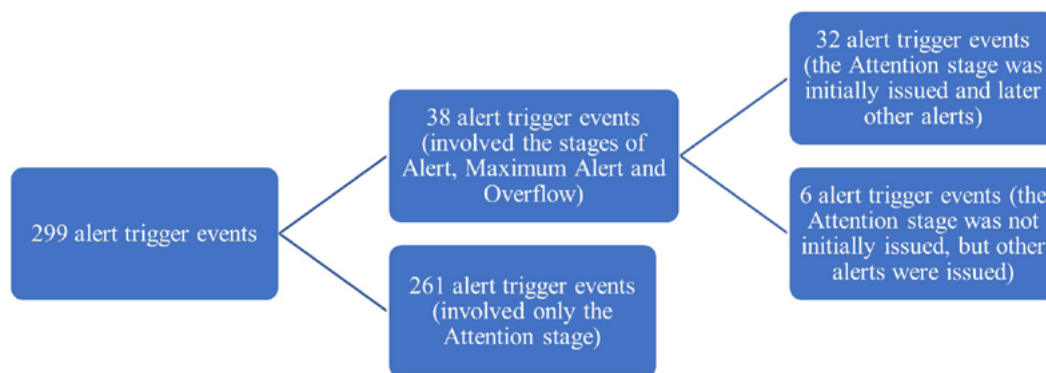 299 alert trigger events
38 alert trigger events
(involved the stages of
Alert, Maximum Alert and
Overflow)
261 alert trigger events
(involved only the
Attention stage)
32 alert trigger events
(the Attention stage was
initially issued and later
other alerts)
6 alert trigger events (the
Attention stage was not
initially issued, but other
alerts were issued)